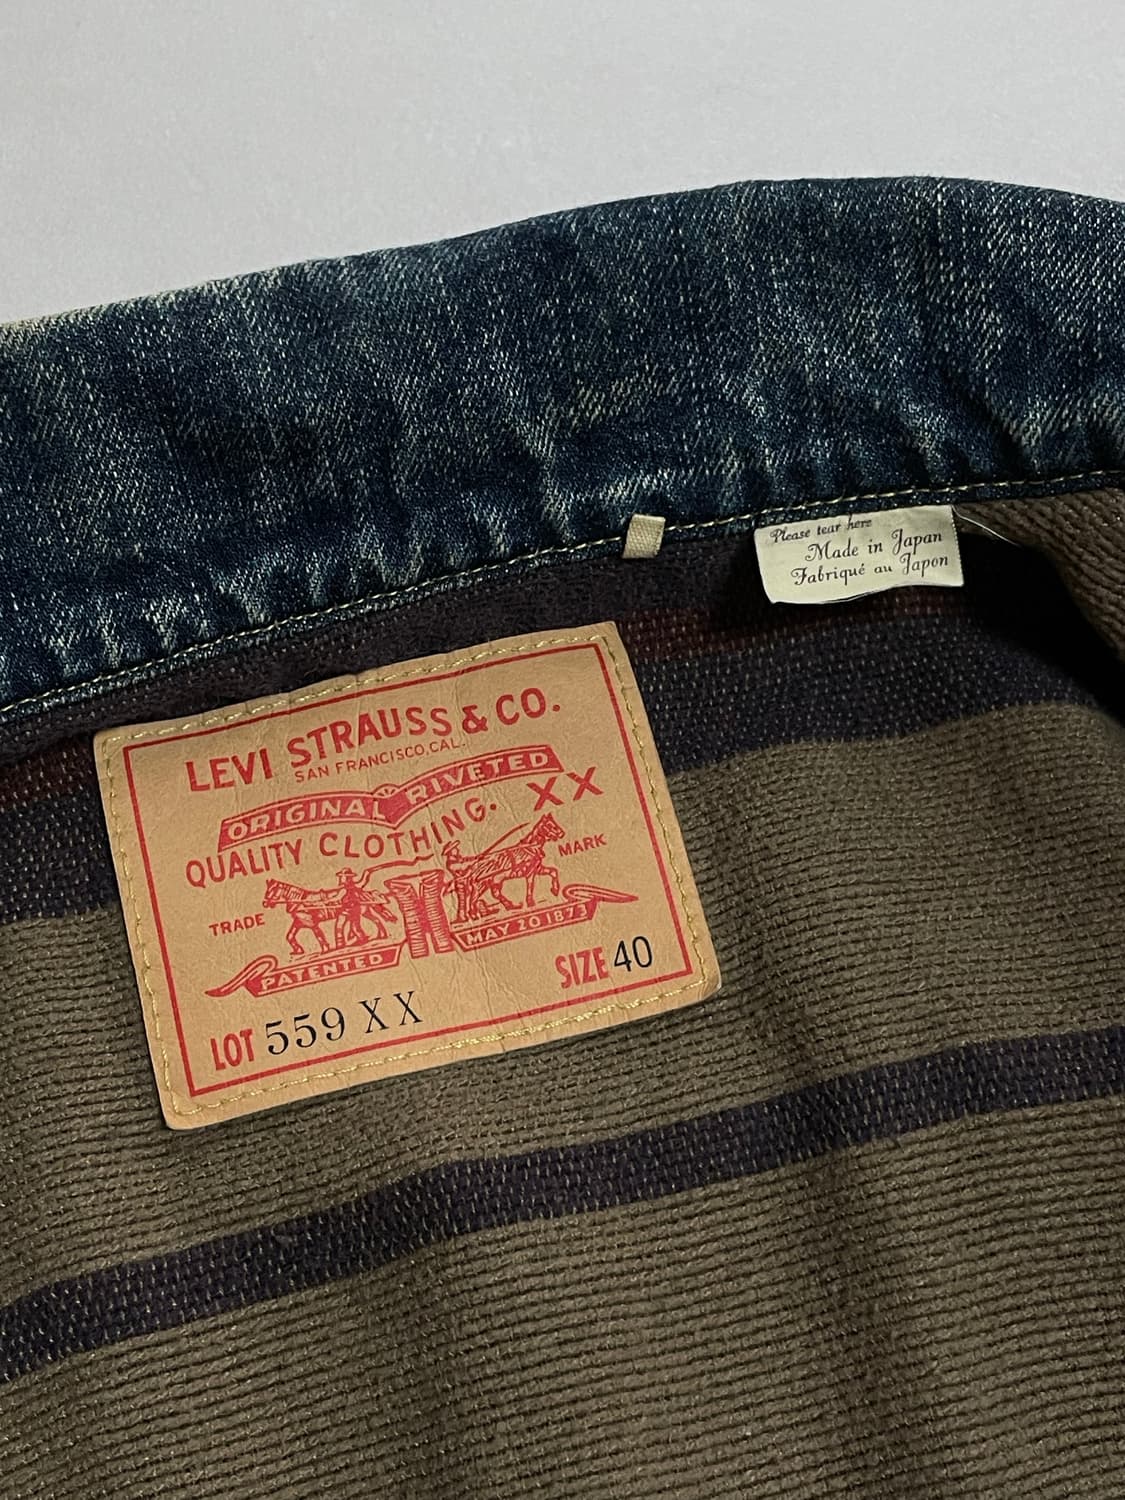 Please tear here
Made in Japan
Fabriqué au Japon
LEVI STRAUSS & CO.
SAN FRANCISCO, CAL.
ORIGINAL RIVETED
QUALITY CLOTHING. XX
TRADE MARK
PATENTED MAY 20 1873
SIZE 40
LOT 559 XX